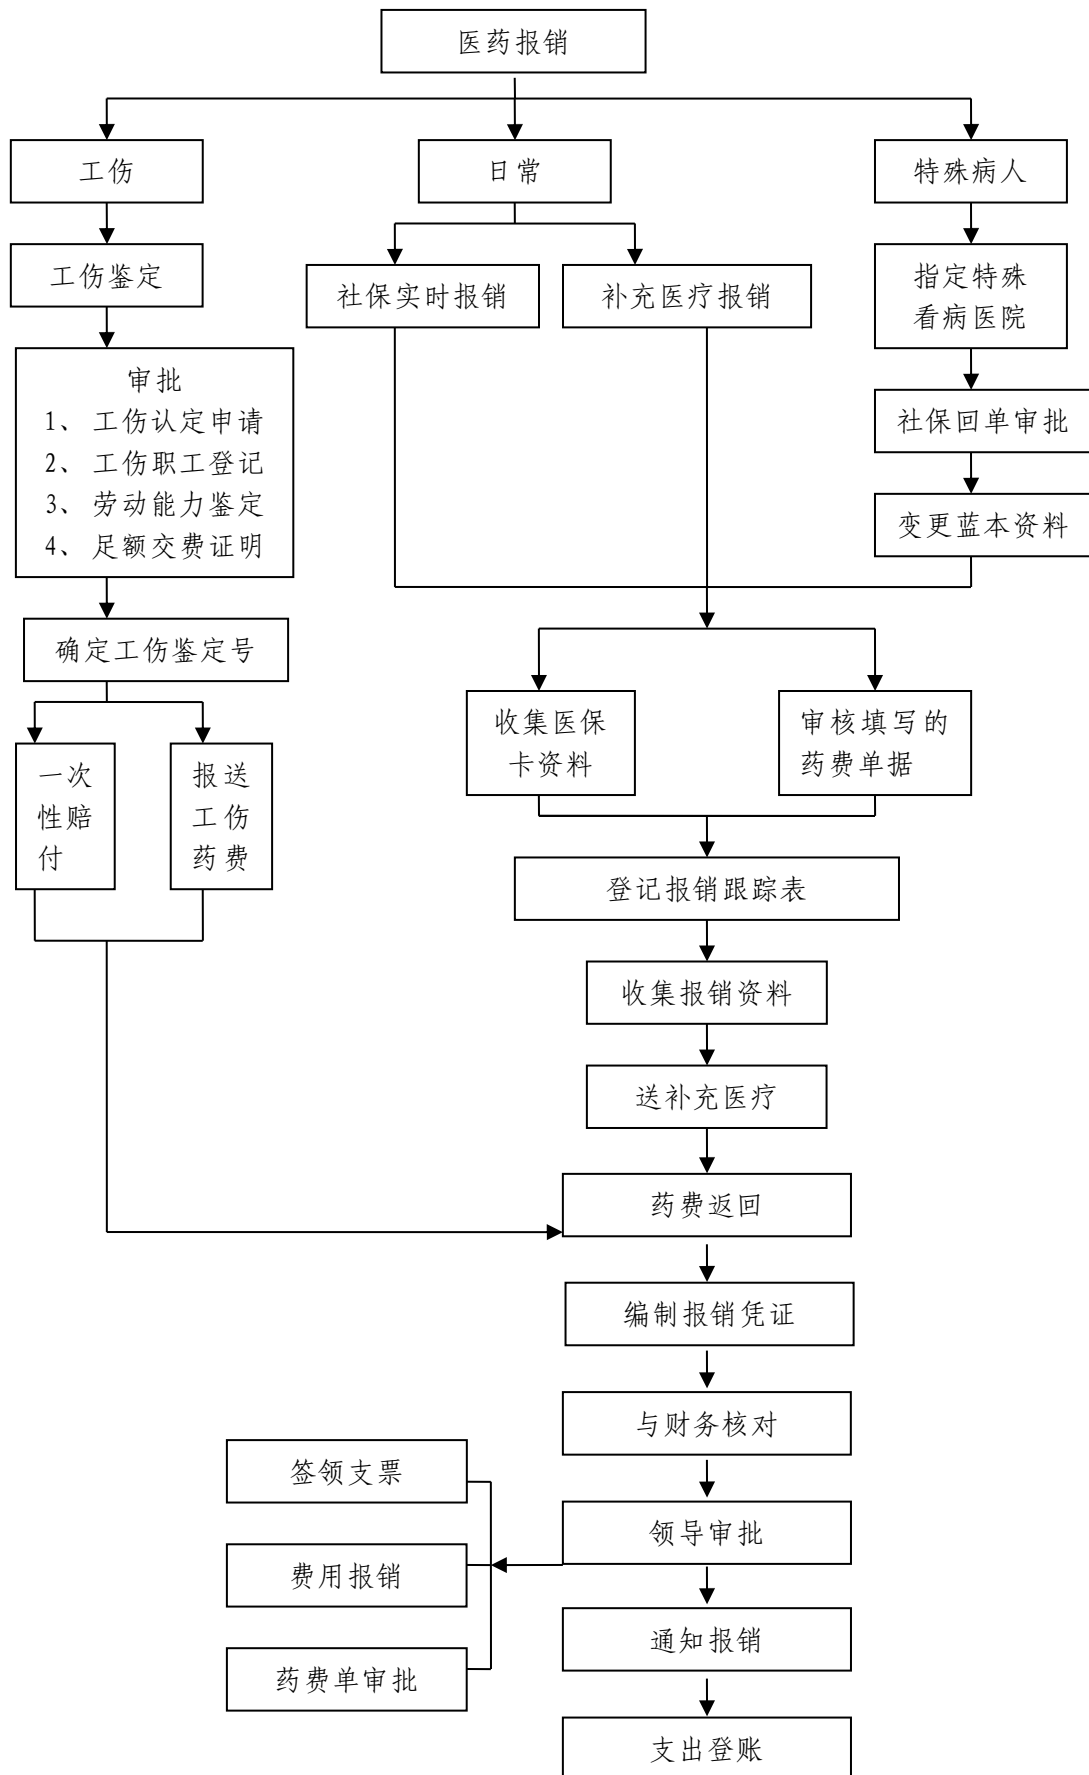 医药报销
工伤
日常
特殊病人
工伤鉴定
社保实时报销
补充医疗报销
指定特殊
看病医院
审批
1、 工伤认定申请
2、 工伤职工登记
3、 劳动能力鉴定
4、 足额交费证明
社保回单审批
变更蓝本资料
确定工伤鉴定号
收集医保
卡资料
审核填写的
药费单据
一次
性赔
付
报送
工伤
药费
登记报销跟踪表
收集报销资料
送补充医疗
药费返回
编制报销凭证
与财务核对
签领支票
领导审批
费用报销
通知报销
药费单审批
支出登账